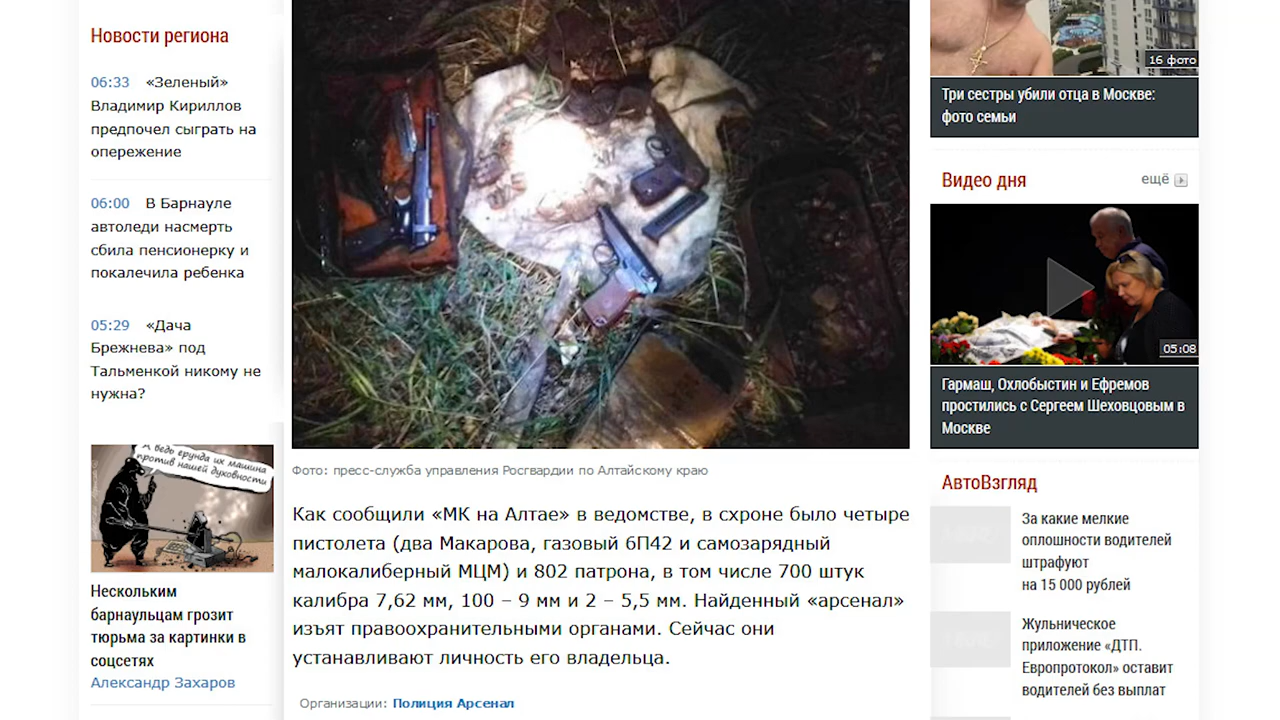 Новости региона
06:33 «Зеленый»
Владимир Кириллов
предпочел сыграть на
опережение
06:00 В Барнауле
автоледи насмерть
сбила пенсионерку и
покалечила ребенка
05:29 «Дача
Брежнева» под
Тальменкой никому не
нужна?
А ведь ерунда их машина
против нашей духовности
Нескольким
барнаульцам грозит
тюрьма за картинки в
соцсетях
Александр Захаров
Фото: пресс-служба управления Росгвардии по Алтайскому краю
Как сообщили «МК на Алтае» в ведомстве, в схроне было четыре
пистолета (два Макарова, газовый 6П42 и самозарядный
малокалиберный МЦМ) и 802 патрона, в том числе 700 штук
калибра 7,62 мм, 100 – 9 мм и 2 – 5,5 мм. Найденный «арсенал»
изъят правоохранительными органами. Сейчас они
устанавливают личность его владельца.
Организации: Полиция Арсенал
16 фото
Три сестры убили отца в Москве:
фото семьи
Видео дня ещё
05:08
Гармаш, Охлобыстин и Ефремов
простились с Сергеем Шеховцовым в
Москве
АвтоВзгляд
За какие мелкие
оплошности водителей
штрафуют
на 15 000 рублей
Жульническое
приложение «ДТП.
Европротокол» оставит
водителей без выплат